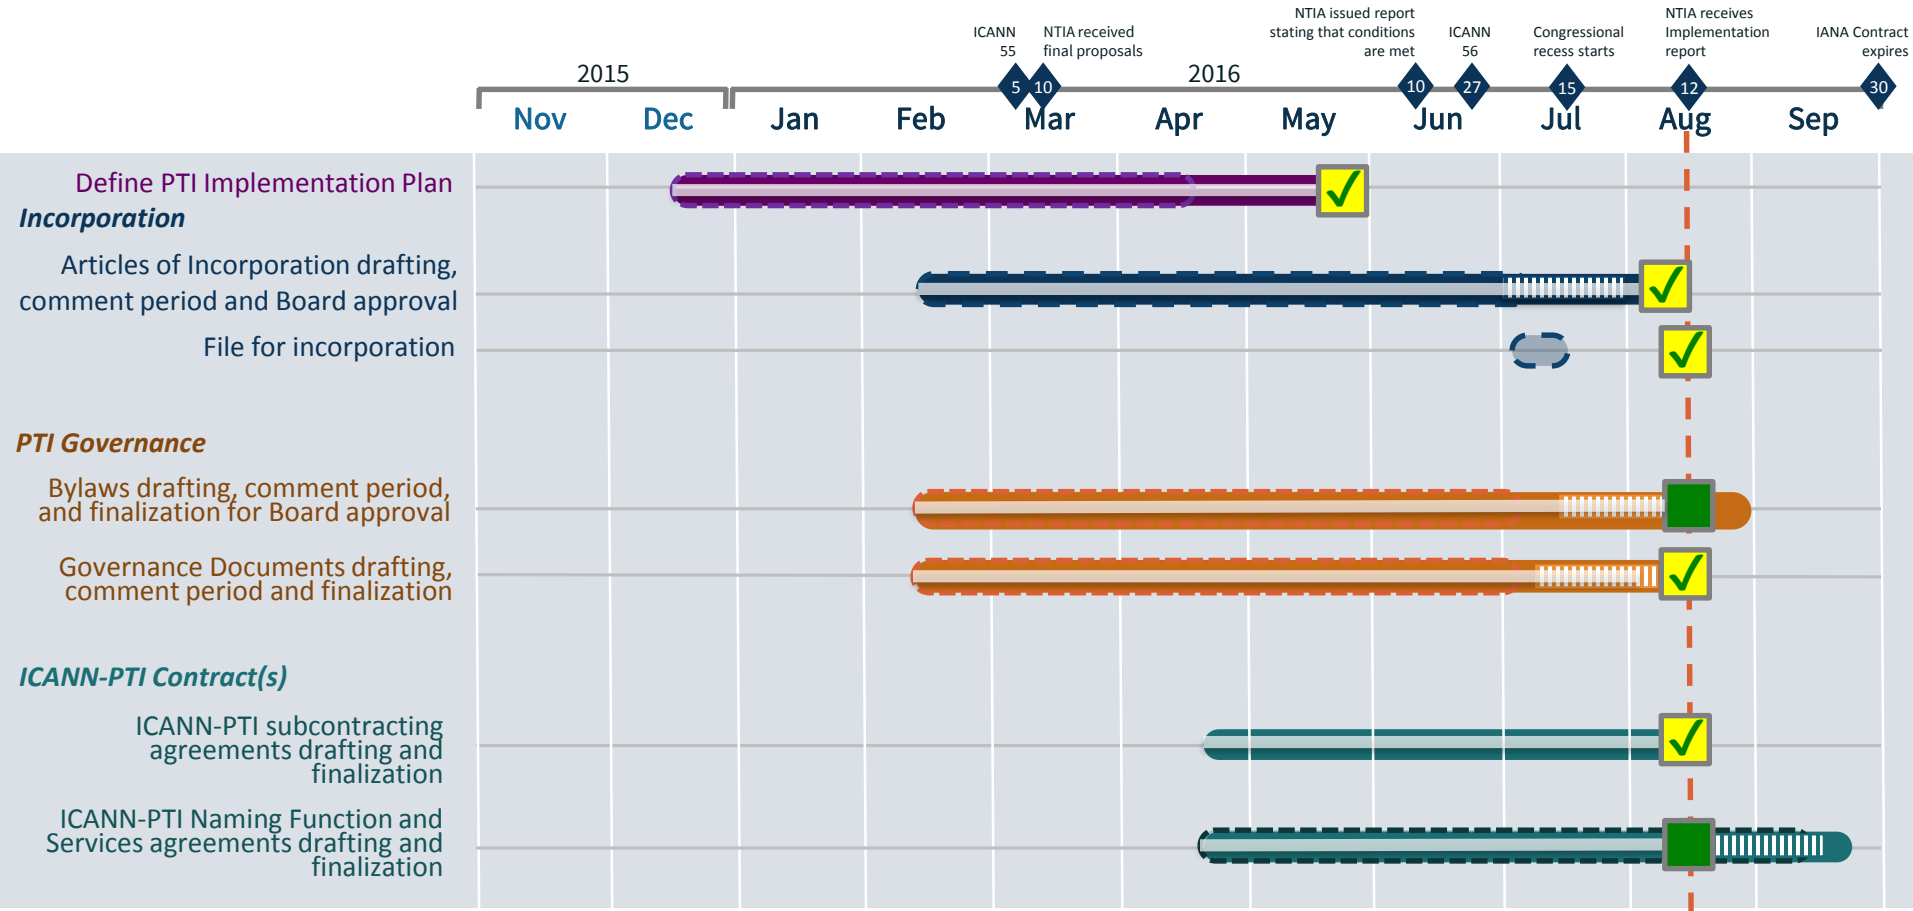 NTIA issued report
stating that conditions
are met
NTIA receives
Implementation
report
ICANN
55
NTIA received
final proposals
ICANN
56
Congressional
recess starts
IANA Contract
expires
2015
2016
5
10
10
27
15
12
30
Nov
Dec
Jan
Feb
Mar
Apr
May
Jun
Jul
Aug
Sep
Define PTI Implementation Plan
Incorporation
Articles of Incorporation drafting,
comment period and Board approval
File for incorporation
PTI Governance
Bylaws drafting, comment period,
and finalization for Board approval
Governance Documents drafting,
comment period and finalization
ICANN-PTI Contract(s)
ICANN-PTI subcontracting
agreements drafting and
finalization
ICANN-PTI Naming Function and
Services agreements drafting and
finalization